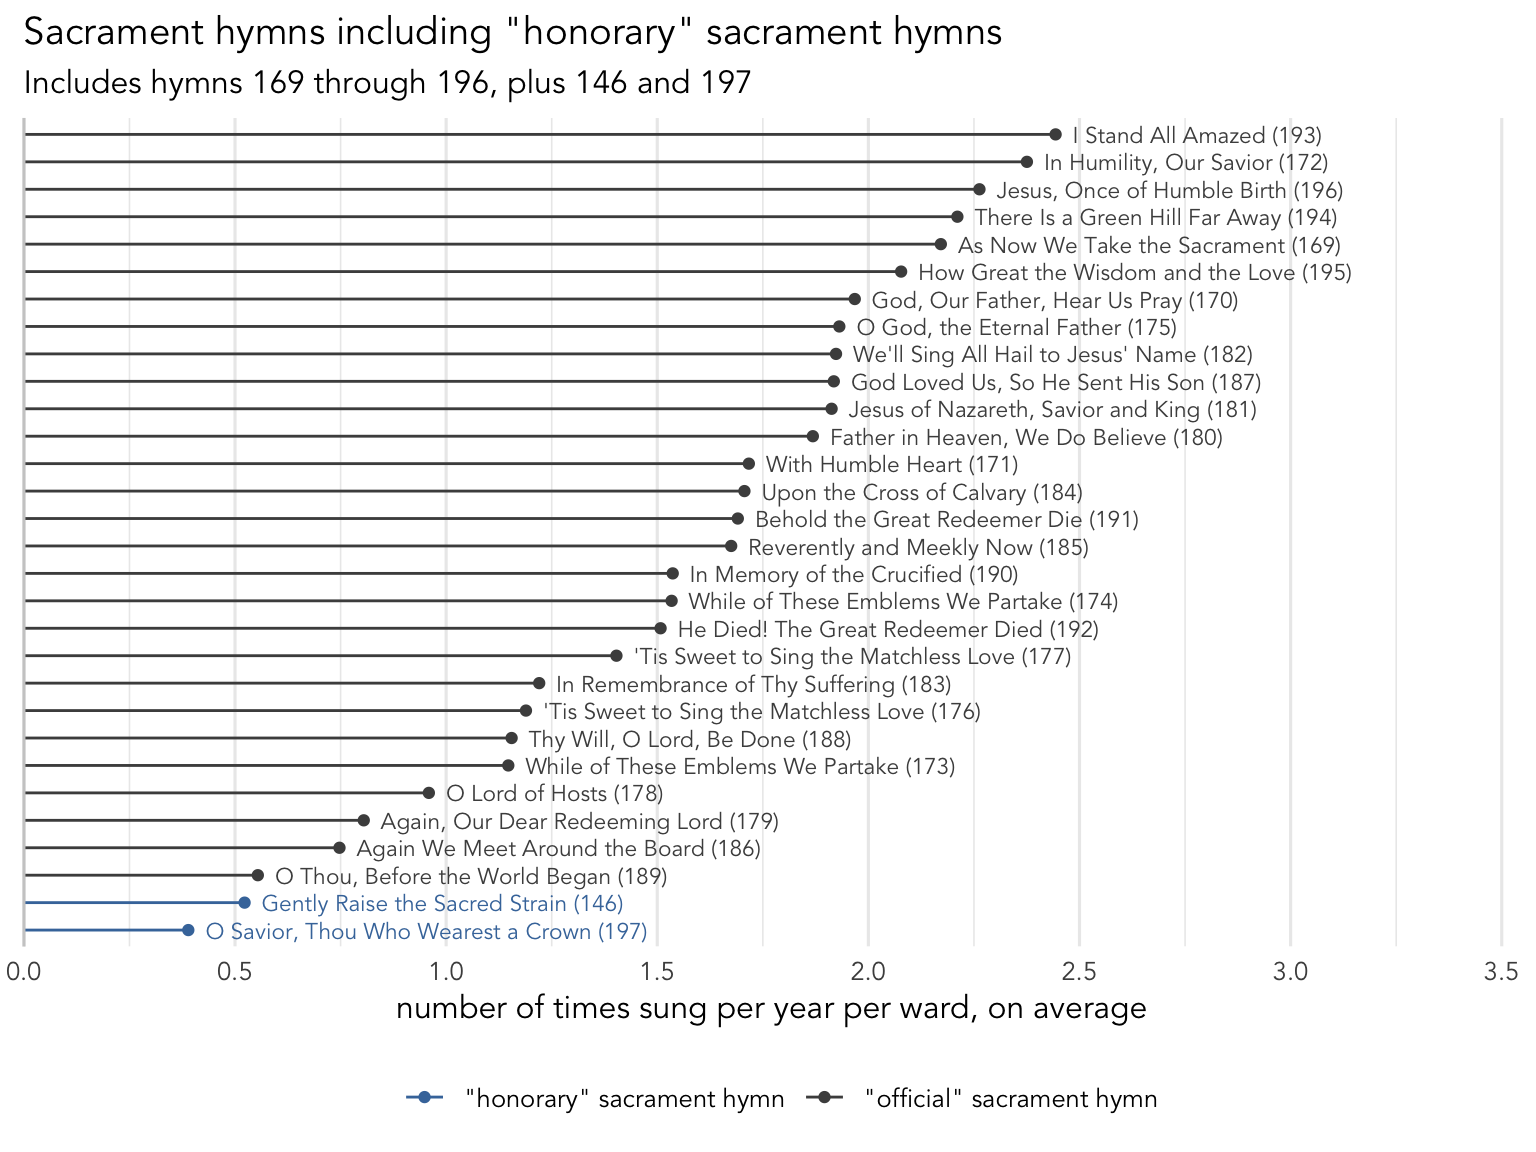 Sacrament hymns including "honorary" sacrament hymns
Includes hymns 169 through 196, plus 146 and 197
I Stand All Amazed (193)
In Humility, Our Savior (172)
Jesus, Once of Humble Birth (196)
There Is a Green Hill Far Away (194)
As Now We Take the Sacrament (169)
How Great the Wisdom and the Love (195)
God, Our Father, Hear Us Pray (170)
O God, the Eternal Father (175)
We'll Sing All Hail to Jesus' Name (182)
God Loved Us, So He Sent His Son (187)
Jesus of Nazareth, Savior and King (181)
Father in Heaven, We Do Believe (180)
With Humble Heart (171)
Upon the Cross of Calvary (184)
Behold the Great Redeemer Die (191)
Reverently and Meekly Now (185)
In Memory of the Crucified (190)
While of These Emblems We Partake (174)
He Died! The Great Redeemer Died (192)
'Tis Sweet to Sing the Matchless Love (177)
In Remembrance of Thy Suffering (183)
'Tis Sweet to Sing the Matchless Love (176)
Thy Will, O Lord, Be Done (188)
While of These Emblems We Partake (173)
O Lord of Hosts (178)
Again, Our Dear Redeeming Lord (179)
Again We Meet Around the Board (186)
O Thou, Before the World Began (189)
Gently Raise the Sacred Strain (146)
O Savior, Thou Who Wearest a Crown (197)
0.0 0.5 1.0 1.5 2.0 2.5 3.0 3.5
number of times sung per year per ward, on average
"honorary" sacrament hymn "official" sacrament hymn